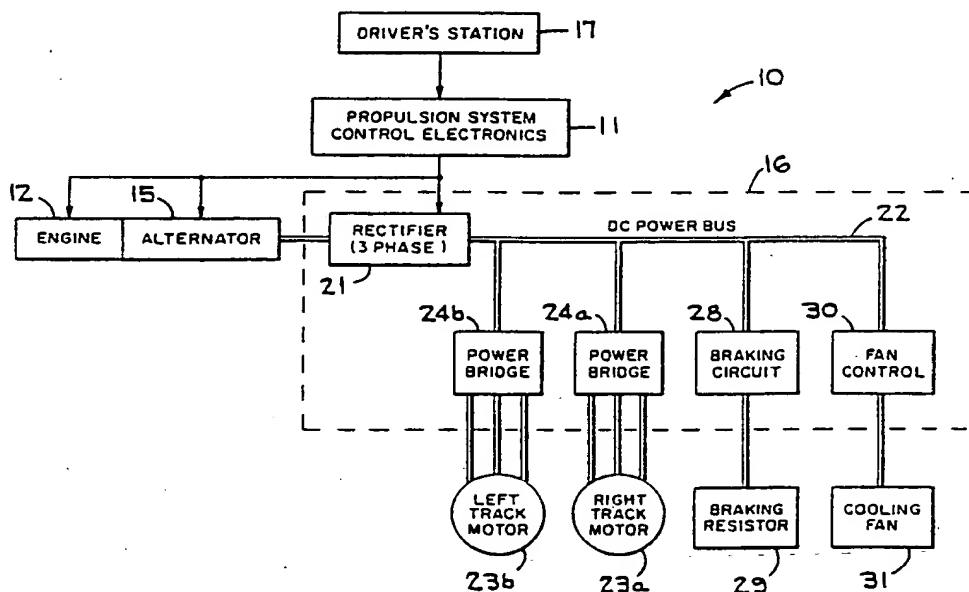 DRIVER'S STATION
17
10
PROPULSION SYSTEM
CONTROL ELECTRONICS
11
12
15
16
ENGINE
ALTERNATOR
RECTIFIER
(3 PHASE)
21
DC POWER BUS
22
24b
24a
28
30
POWER
BRIDGE
POWER
BRIDGE
BRAKING
CIRCUIT
FAN
CONTROL
LEFT
TRACK
MOTOR
RIGHT
TRACK
MOTOR
BRAKING
RESISTOR
COOLING
FAN
23b
23a
29
31